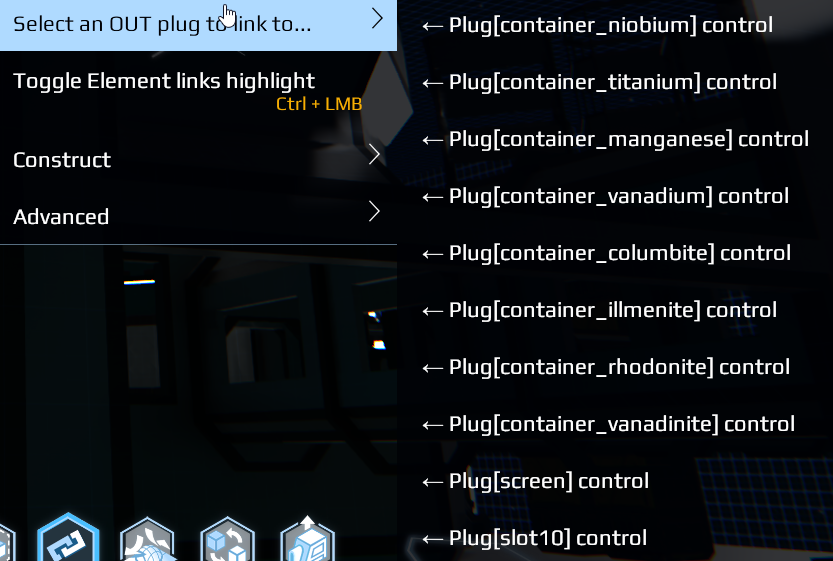 Select an OUT plug to link to...
Toggle Element links highlight
Ctrl + LMB
Construct
Advanced
← Plug[container_niobium] control
← Plug[container_titanium] control
← Plug[container_manganese] control
← Plug[container_vanadium] control
← Plug[container_columbite] control
← Plug[container_illmenite] control
← Plug[container_rhodonite] control
← Plug[container_vanadinite] control
← Plug[screen] control
← Plug[slot10] control